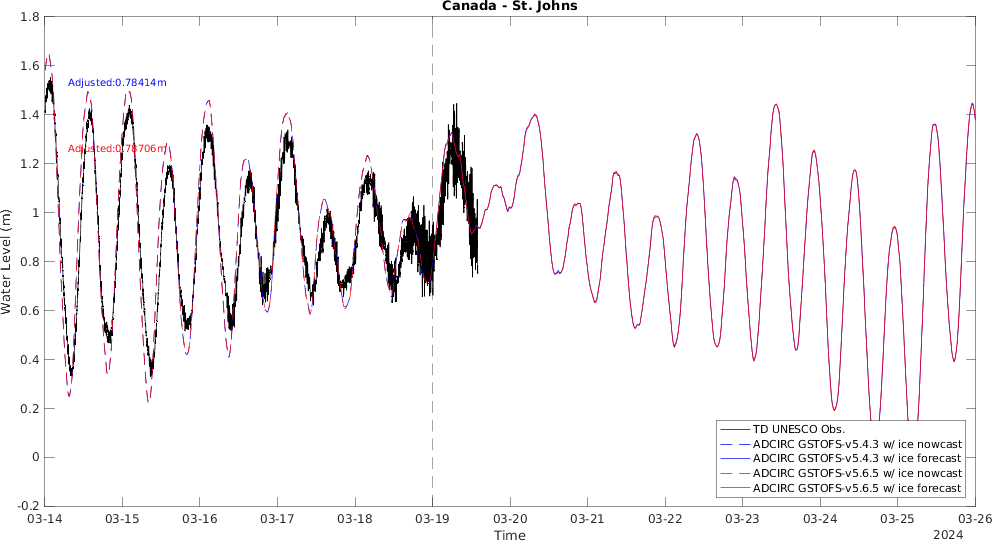 Canada - St. Johns
1.8
1.6
1.4
1.2
1
0.8
0.6
0.4
0.2
0
-0.2
Water Level (m)
Adjusted:0.78414m
Adjusted:0.78706m
TD UNESCO Obs.
ADCIRC GSTOFS-v5.4.3 w/ ice nowcast
ADCIRC GSTOFS-v5.4.3 w/ ice forecast
ADCIRC GSTOFS-v5.6.5 w/ ice nowcast
ADCIRC GSTOFS-v5.6.5 w/ ice forecast
03-14 03-15 03-16 03-17 03-18 03-19 03-20 03-21 03-22 03-23 03-24 03-25 03-26
Time
2024